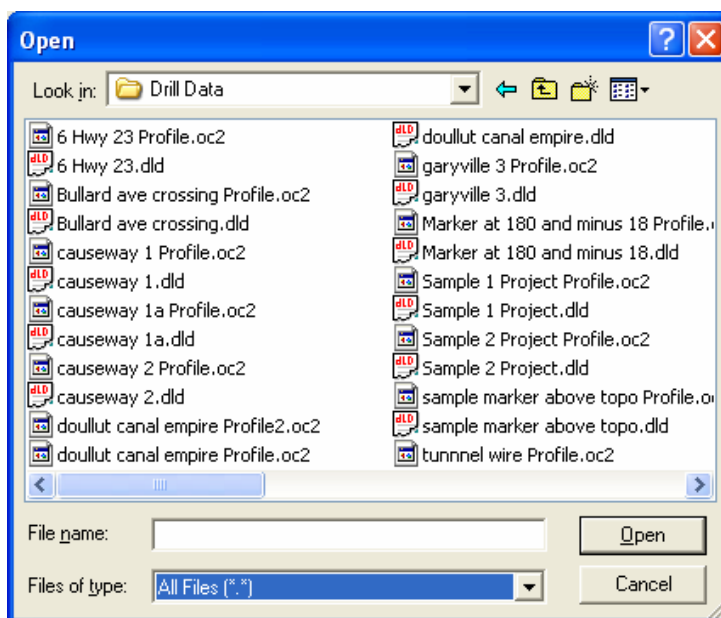 Open
Look in: Drill Data
6 Hwy 23 Profile.oc2
6 Hwy 23.dld
Bullard ave crossing Profile.oc2
Bullard ave crossing.dld
causeway 1 Profile.oc2
causeway 1.dld
causeway 1a Profile.oc2
causeway 1a.dld
causeway 2 Profile.oc2
causeway 2.dld
doullut canal empire Profile2.oc2
doullut canal empire Profile.oc2
doullut canal empire.dld
garyville 3 Profile.oc2
garyville 3.dld
Marker at 180 and minus 18 Profile.
Marker at 180 and minus 18.dld
Sample 1 Project Profile.oc2
Sample 1 Project.dld
Sample 2 Project Profile.oc2
Sample 2 Project.dld
sample marker above topo Profile.o
sample marker above topo.dld
tunnnel wire Profile.oc2
File name:
Open
Files of type: All Files (*.*)
Cancel